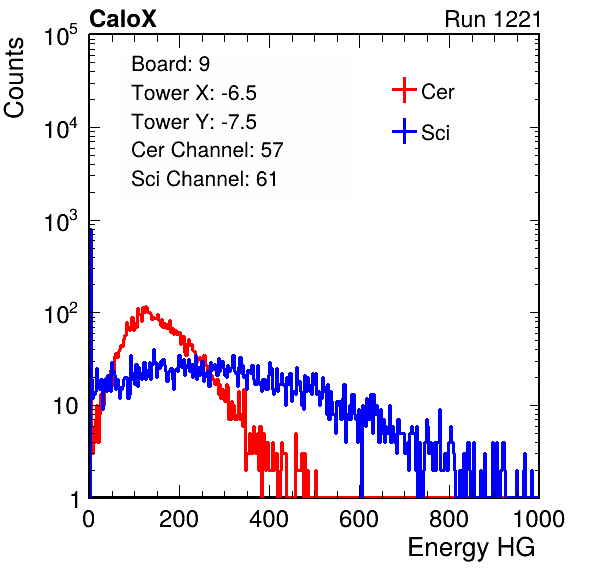 CaloX Run 1221
Counts
10^5
10^4
10^3
10^2
10
1
Board: 9
Tower X: -6.5
Tower Y: -7.5
Cer Channel: 57
Sci Channel: 61
Cer
Sci
0 200 400 600 800 1000
Energy HG